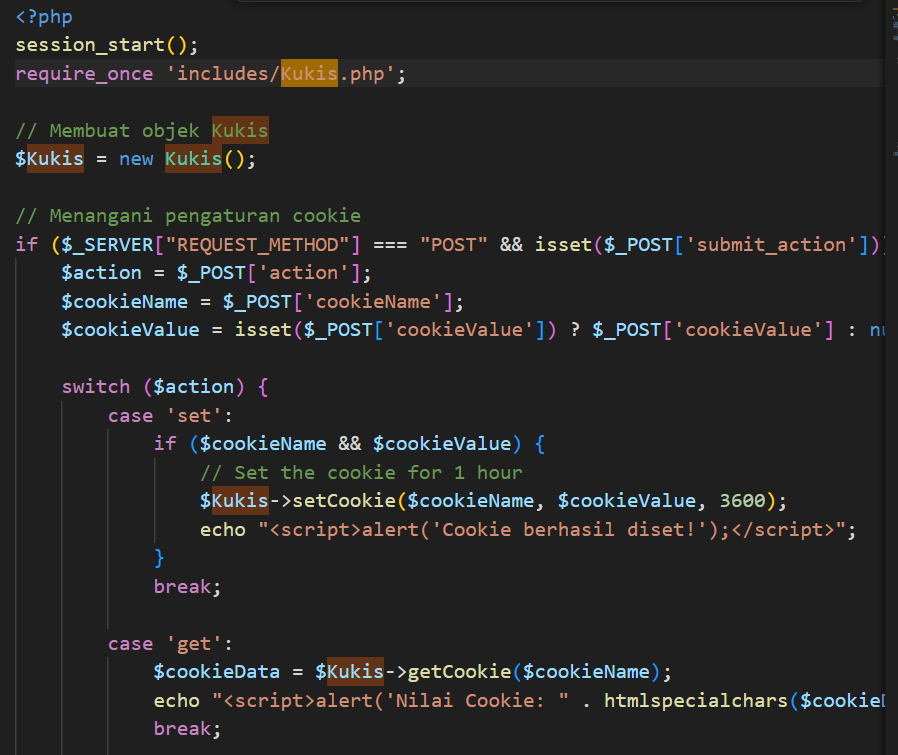 <?php
session_start();
require_once 'includes/Kukis.php';
// Membuat objek Kukis
$Kukis = new Kukis();
// Menangani pengaturan cookie
if ($_SERVER["REQUEST_METHOD"] === "POST" && isset($_POST['submit_action'])
$action = $_POST['action'];
$cookieName = $_POST['cookieName'];
$cookieValue = isset($_POST['cookieValue']) ? $_POST['cookieValue'] :
switch ($action) {
case 'set':
if ($cookieName && $cookieValue) {
// Set the cookie for 1 hour
$Kukis->setCookie($cookieName, $cookieValue, 3600);
echo "<script>alert('Cookie berhasil diset!');</script>";
}
break;
case 'get':
$cookieData = $Kukis->getCookie($cookieName);
echo "<script>alert('Nilai Cookie: " . htmlspecialchars(
break;